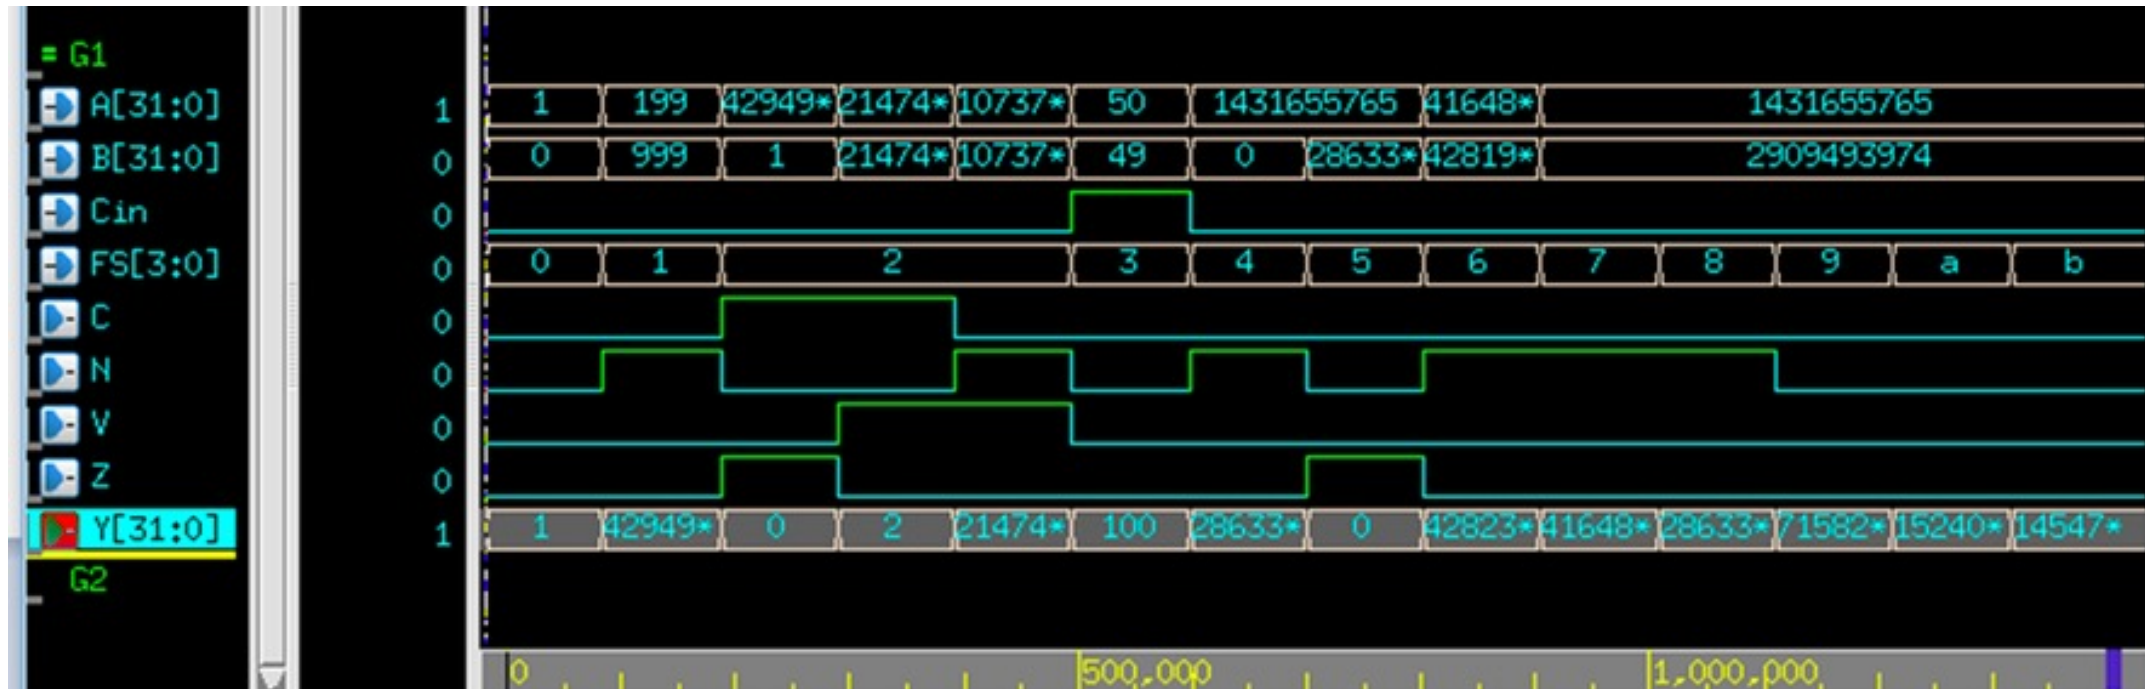 = G1
A[31:0] 1 1 199 42949* 21474* 10737* 50 1431655765 41648* 1431655765
B[31:0] 0 0 999 1 21474* 10737* 49 0 28633* 42819* 2909493974
Cin 0
FS[3:0] 0 0 1 2 3 4 5 6 7 8 9 a b
C 0
N 0
V 0
Z 0
Y[31:0] 1 1 42949* 0 2 21474* 100 28633* 0 42823* 41648* 28633* 71582* 15240* 14547*
G2
0 500,000 1,000,000